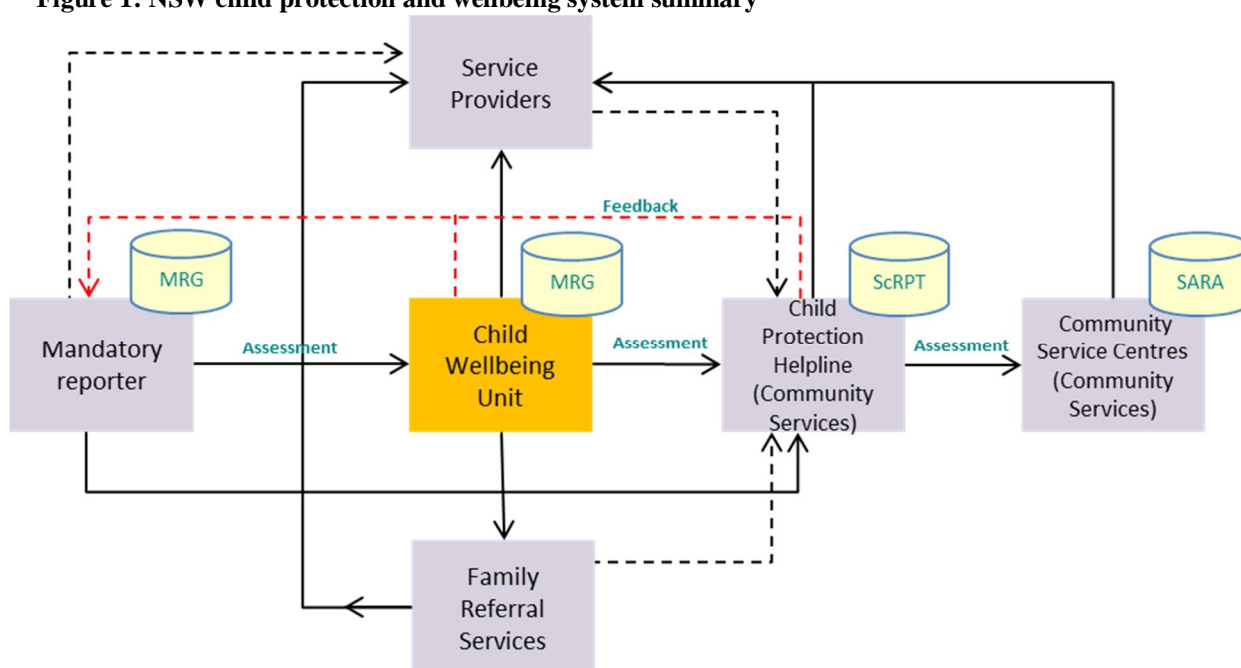 Figure 1: NSW child protection and wellbeing system summary
Service
Providers
Feedback
MRG
MRG
ScRPT
SARA
Mandatory
reporter
Assessment
Child
Wellbeing
Unit
Assessment
Child
Protection
Helpline
(Community
Services)
Assessment
Community
Service Centres
(Community
Services)
Family
Referral
Services